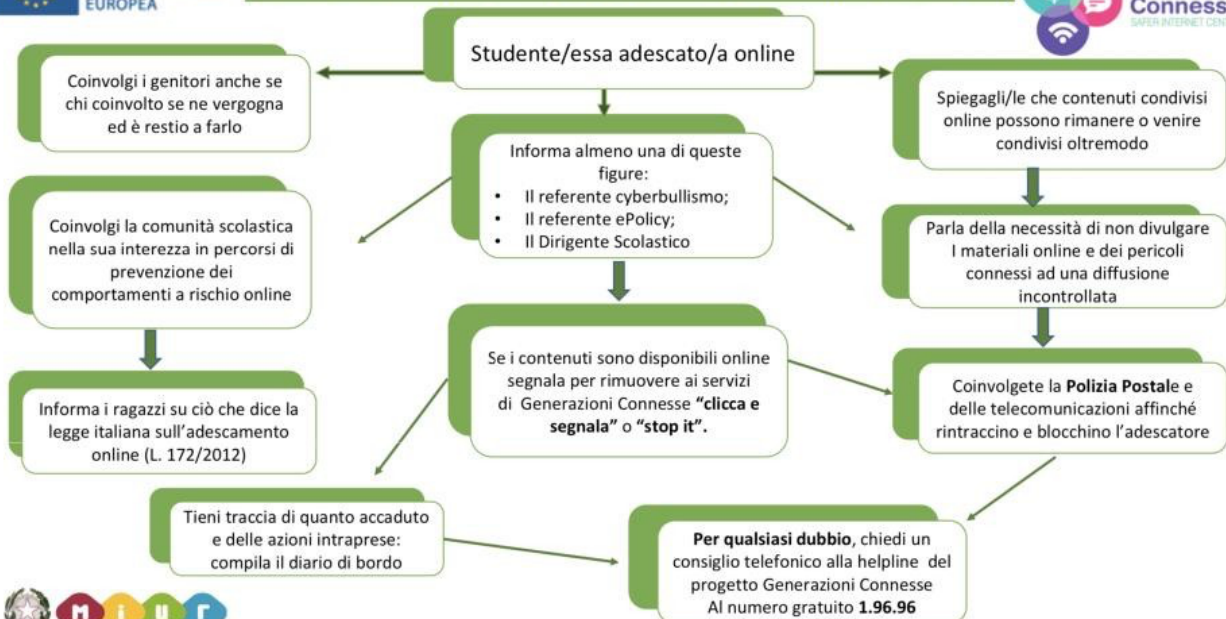 EUROPEA
Conness
SAFER INTERNET CEN
Studente/essa adescato/a online
Coinvolgi i genitori anche se
chi coinvolto se ne vergogna
ed è restio a farlo
Informa almeno una di queste
figure:
• Il referente cyberbullismo;
• Il referente ePolicy;
• Il Dirigente Scolastico
Spiegagli/le che contenuti condivisi
online possono rimanere o venire
condivisi oltremodo
Coinvolgi la comunità scolastica
nella sua interezza in percorsi di
prevenzione dei
comportamenti a rischio online
Parla della necessità di non divulgare
I materiali online e dei pericoli
connessi ad una diffusione
incontrollata
Se i contenuti sono disponibili online
segnala per rimuovere ai servizi
di Generazioni Connesse “clicca e
segnala” o “stop it”.
Informa i ragazzi su ciò che dice la
legge italiana sull’adescamento
online (L. 172/2012)
Coinvolgete la Polizia Postale e
delle telecomunicazioni affinché
rintraccino e blocchino l’adescatore
Tieni traccia di quanto accaduto
e delle azioni intraprese:
compila il diario di bordo
Per qualsiasi dubbio, chiedi un
consiglio telefonico alla helpline del
progetto Generazioni Connesse
Al numero gratuito 1.96.96
M i U r